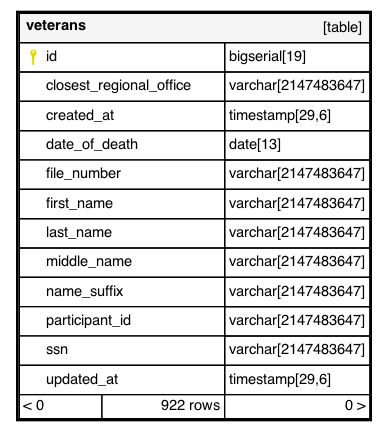 veterans [table]
id bigserial[19]
closest_regional_office varchar[2147483647]
created_at timestamp[29,6]
date_of_death date[13]
file_number varchar[2147483647]
first_name varchar[2147483647]
last_name varchar[2147483647]
middle_name varchar[2147483647]
name_suffix varchar[2147483647]
participant_id varchar[2147483647]
ssn varchar[2147483647]
updated_at timestamp[29,6]
< 0 922 rows 0 >